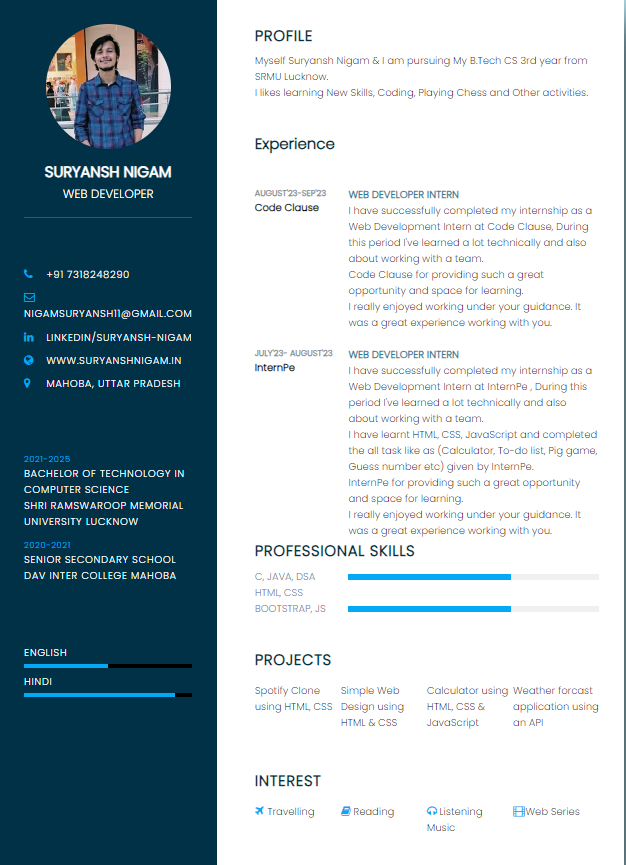 SURYANSH NIGAM
WEB DEVELOPER
+91 7318248290
NIGAMSURYANSH11@GMAIL.COM
LINKEDIN/SURYANSH-NIGAM
WWW.SURYANSHNIGAM.IN
MAHOBA, UTTAR PRADESH
2021-2025
BACHELOR OF TECHNOLOGY IN
COMPUTER SCIENCE
SHRI RAMSWAROOP MEMORIAL
UNIVERSITY LUCKNOW
2020-2021
SENIOR SECONDARY SCHOOL
DAV INTER COLLEGE MAHOBA
ENGLISH
HINDI
PROFILE
Myself Suryansh Nigam & I am pursuing My B.Tech CS 3rd year from
SRMU Lucknow.
I likes learning New Skills, Coding, Playing Chess and Other activities.
Experience
AUGUST'23-SEP'23
Code Clause
WEB DEVELOPER INTERN
I have successfully completed my internship as a
Web Development Intern at Code Clause, During
this period I've learned a lot technically and also
about working with a team.
Code Clause for providing such a great
opportunity and space for learning.
I really enjoyed working under your guidance. It
was a great experience working with you.
JULY'23- AUGUST'23
InternPe
WEB DEVELOPER INTERN
I have successfully completed my internship as a
Web Development Intern at InternPe , During this
period I've learned a lot technically and also
about working with a team.
I have learnt HTML, CSS, JavaScript and completed
the all task like as (Calculator, To-do list, Pig game,
Guess number etc) given by InternPe.
InternPe for providing such a great opportunity
and space for learning.
I really enjoyed working under your guidance. It
was a great experience working with you.
PROFESSIONAL SKILLS
C, JAVA, DSA
HTML, CSS
BOOTSTRAP, JS
PROJECTS
Spotify Clone
using HTML, CSS
Simple Web
Design using
HTML & CSS
Calculator using
HTML, CSS &
JavaScript
Weather forcast
application using
an API
INTEREST
Travelling
Reading
Listening
Music
Web Series